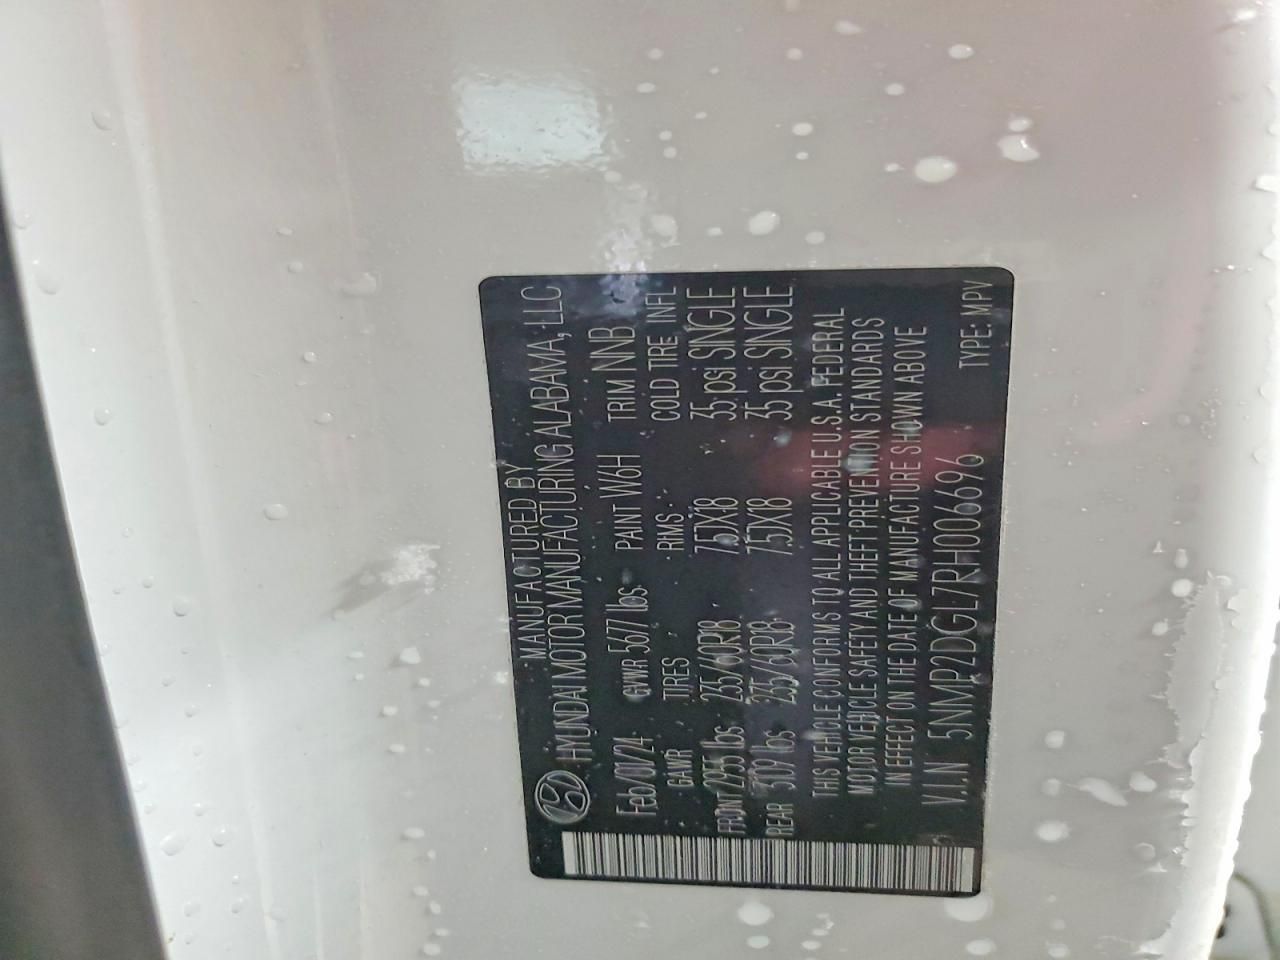 MANUFACTURED BY
HYUNDAI MOTOR MANUFACTURING ALABAMA, LLC
Feb/01/24 GVWR 5677 lbs PAINT W6H TRIM NNB
GAWR TIRES RIMS COLD TIRE INFL
FRONT 2955 lbs 235/60R18 7.5JX18 35 psi SINGLE
REAR 3109 lbs 235/60R18 7.5JX18 35 psi SINGLE
THIS VEHICLE CONFORMS TO ALL APPLICABLE U.S.A. FEDERAL
MOTOR VEHICLE SAFETY AND THEFT PREVENTION STANDARDS
IN EFFECT ON THE DATE OF MANUFACTURE SHOWN ABOVE
V.I.N 5NMP2DGL7RH006696 TYPE: MPV